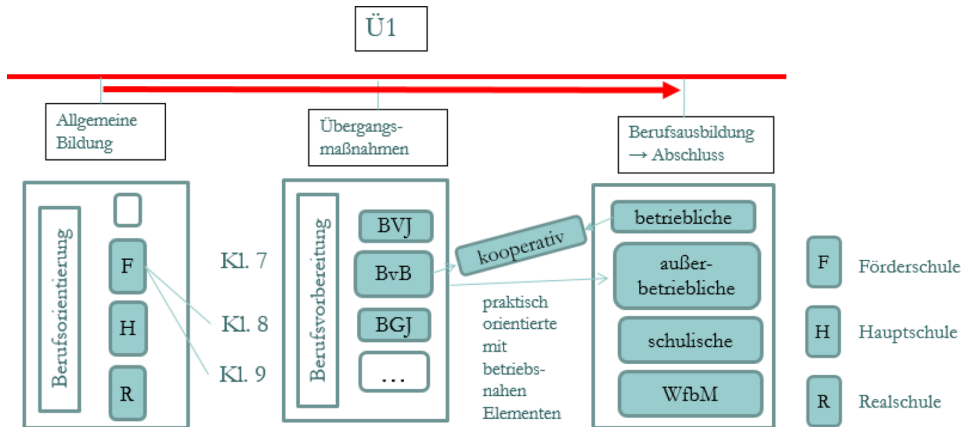 Ü1
Allgemeine
Bildung
Übergangs-
maßnahmen
Berufsausbildung
→ Abschluss
Berufsorientierung
F
H
R
Kl. 7
Kl. 8
Kl. 9
Berufsvorbereitung
BVJ
BvB
BGJ
...
kooperativ
praktisch
orientierte
mit
betriebs-
nahen
Elementen
betriebliche
außer-
betriebliche
schulische
WfbM
F Förderschule
H Hauptschule
R Realschule